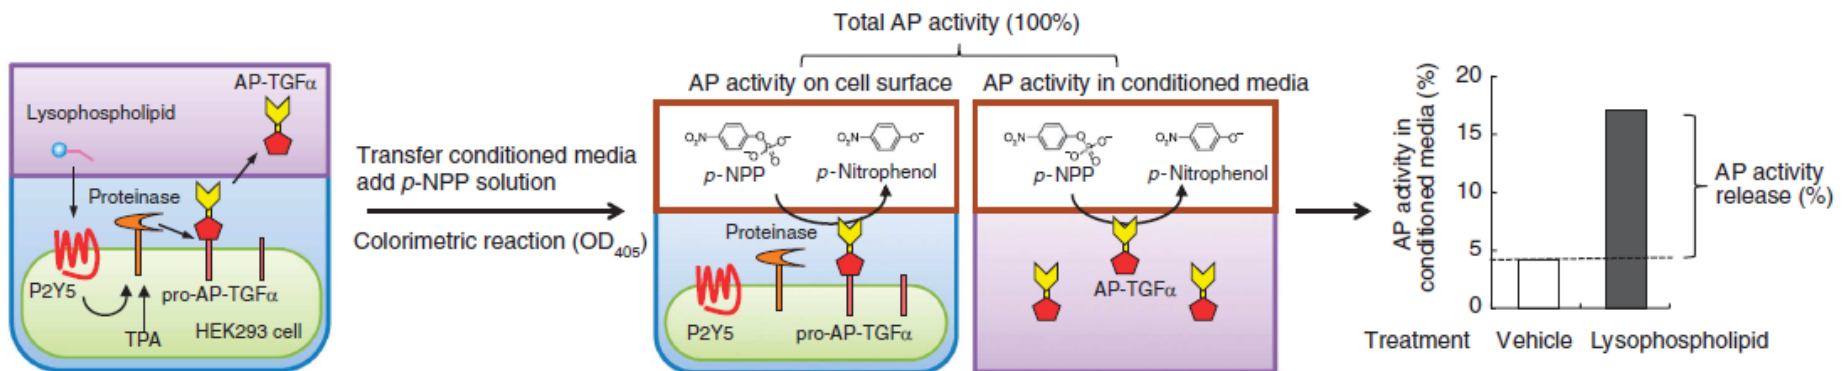 Total AP activity (100%)
AP-TGFα
Lysophospholipid
Proteinase
P2Y5
pro-AP-TGFα
TPA
HEK293 cell
Transfer conditioned media
add p-NPP solution
Colorimetric reaction (OD405)
AP activity on cell surface
O2N
O
P
O−
−O
O
O2N
O−
p-NPP
p-Nitrophenol
Proteinase
P2Y5
pro-AP-TGFα
AP activity in conditioned media
O2N
O
P
O−
−O
O
O2N
O−
p-NPP
p-Nitrophenol
AP-TGFα
AP activity in
conditioned media (%)
20
15
10
5
0
AP activity
release (%)
Treatment Vehicle Lysophospholipid